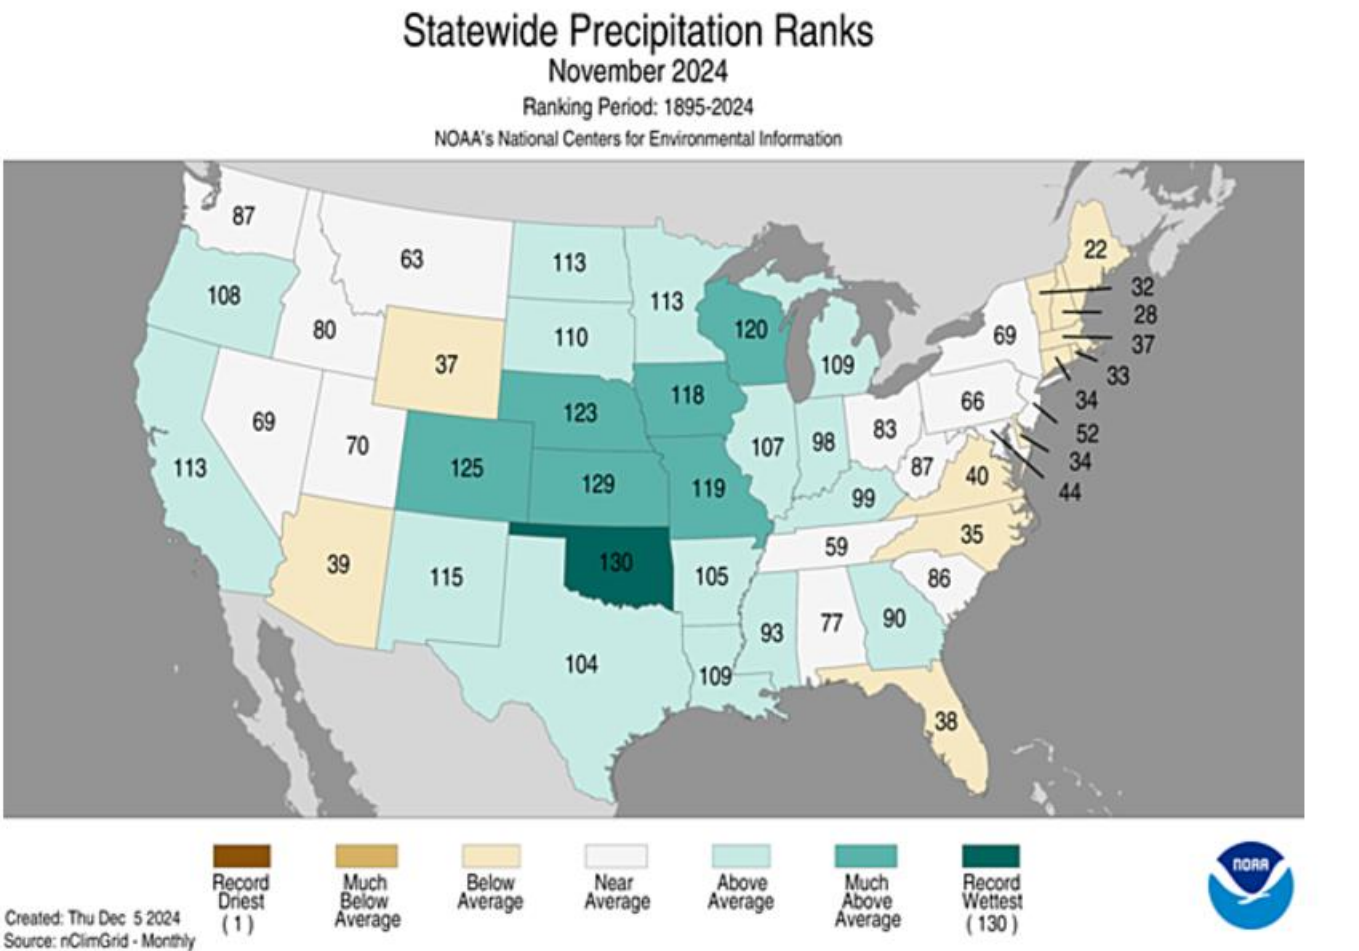 Statewide Precipitation Ranks
November 2024
Ranking Period: 1895-2024
NOAA's National Centers for Environmental Information
87
63
113
113
22
108
80
110
120
32
28
37
69
109
37
33
118
34
69
70
123
66
52
107
98
83
34
113
125
129
119
87
40
44
99
39
115
130
105
59
35
86
104
109
93
77
90
38
Record
Driest
( 1 )
Much
Below
Average
Below
Average
Near
Average
Above
Average
Much
Above
Average
Record
Wettest
( 130 )
NOAA
Created: Thu Dec 5 2024
Source: nClimGrid - Monthly